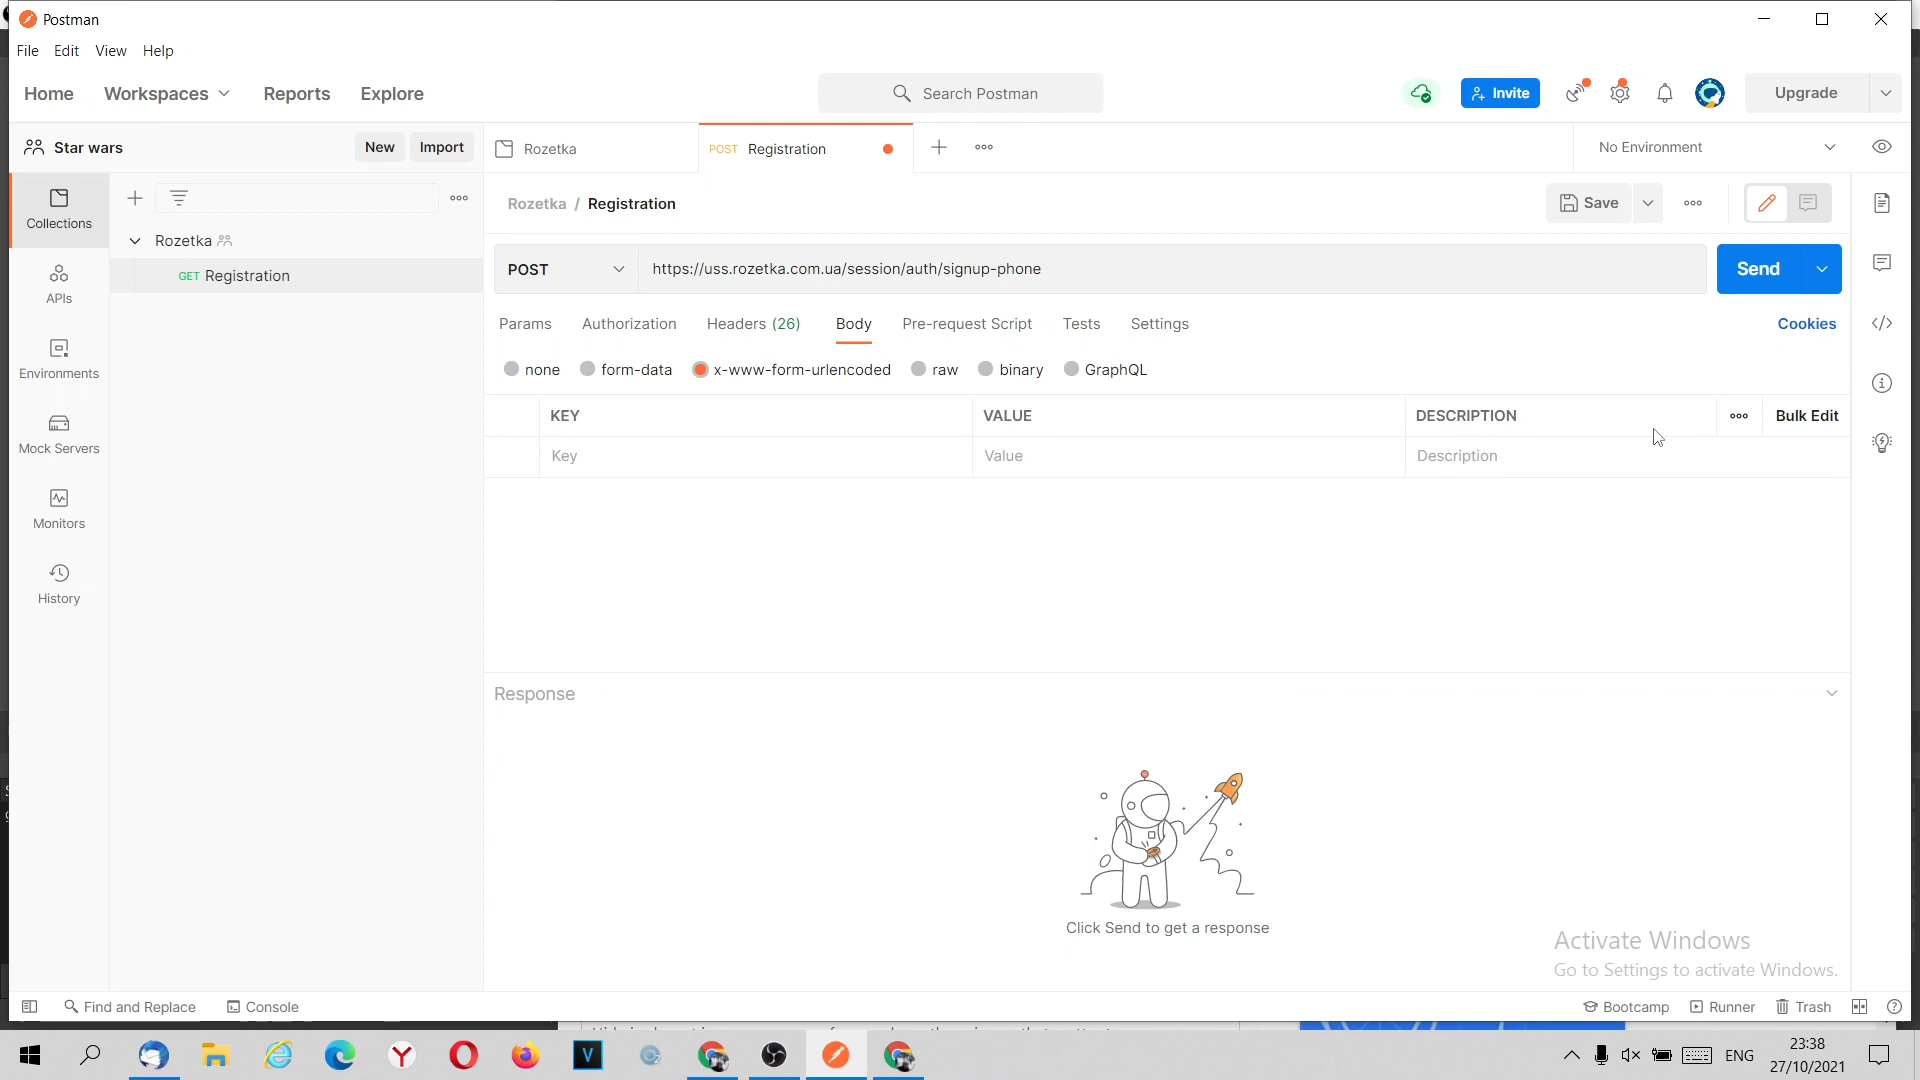 Postman
File Edit View Help
Home Workspaces Reports Explore Search Postman Invite Upgrade
Star wars New Import Rozetka POST Registration No Environment
Collections
Rozetka / Registration Save
Rozetka
GET Registration
POST https://uss.rozetka.com.ua/session/auth/signup-phone Send
APIs
Params Authorization Headers (26) Body Pre-request Script Tests Settings Cookies
Environments
none form-data x-www-form-urlencoded raw binary GraphQL
KEY VALUE DESCRIPTION Bulk Edit
Mock Servers
Key Value Description
Monitors
History
Response
Click Send to get a response
Activate Windows
Go to Settings to activate Windows.
Find and Replace Console Bootcamp Runner Trash
ENG 23:38
27/10/2021